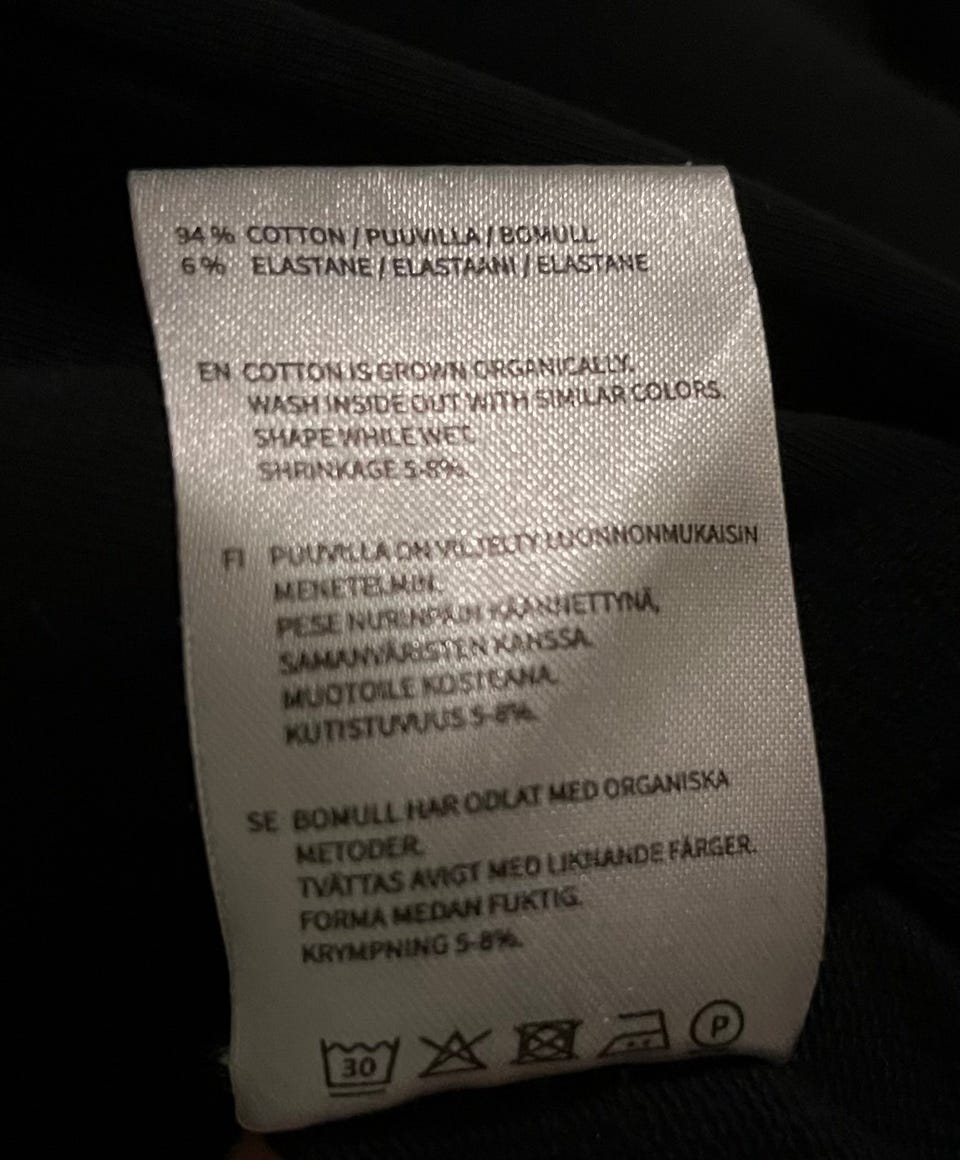 94 % COTTON / PUUVILLA / BOMULL
6 % ELASTANE / ELASTAANI / ELASTANE
EN COTTON IS GROWN ORGANICALLY.
WASH INSIDE OUT WITH SIMILAR COLORS.
SHAPE WHILE WET.
SHRINKAGE 5-8%.
FI PUUVILLA ON VILJELTY LUONNONMUKAISIN
MENETELMIN.
PESE NURINPÄIN KÄÄNNETTYNÄ,
SAMANVÄRISTEN KANSSA.
MUOTOILE KOSTEANA.
KUTISTUVUUS 5-8%.
SE BOMULL HAR ODLAT MED ORGANISKA
METODER.
TVÄTTAS AVIGT MED LIKNANDE FÄRGER.
FORMA MEDAN FUKTIG.
KRYMPNING 5-8%.
30 P